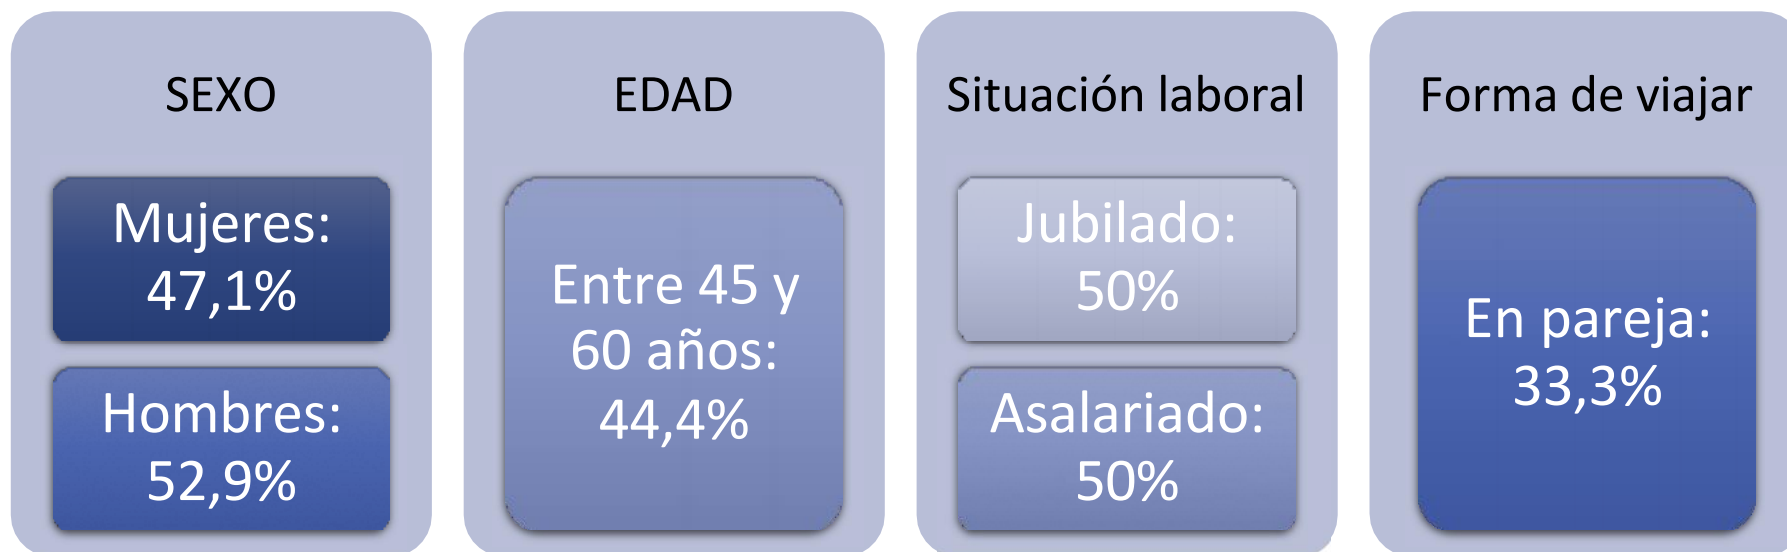 SEXO
Mujeres:
47,1%
Hombres:
52,9%
EDAD
Entre 45 y
60 años:
44,4%
Situación laboral
Jubilado:
50%
Asalariado:
50%
Forma de viajar
En pareja:
33,3%